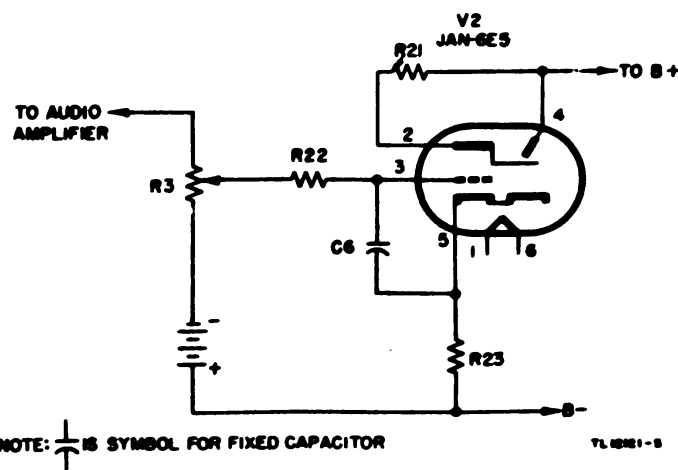 V2
JAN-6E5
R21
TO B+
4
TO AUDIO
AMPLIFIER
2
R22
3
R3
C6
5
1
6
-
+
R23
B-
NOTE: IS SYMBOL FOR FIXED CAPACITOR